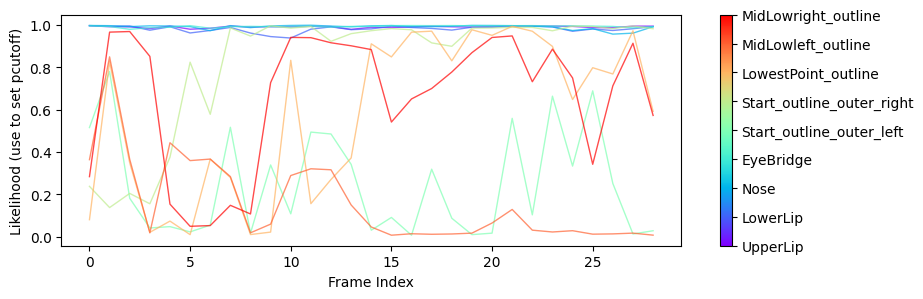 Likelihood (use to set pcutoff)
1.0
0.8
0.6
0.4
0.2
0.0
0
5
10
15
20
25
Frame Index
MidLowright_outline
MidLowleft_outline
LowestPoint_outline
Start_outline_outer_right
Start_outline_outer_left
EyeBridge
Nose
LowerLip
UpperLip